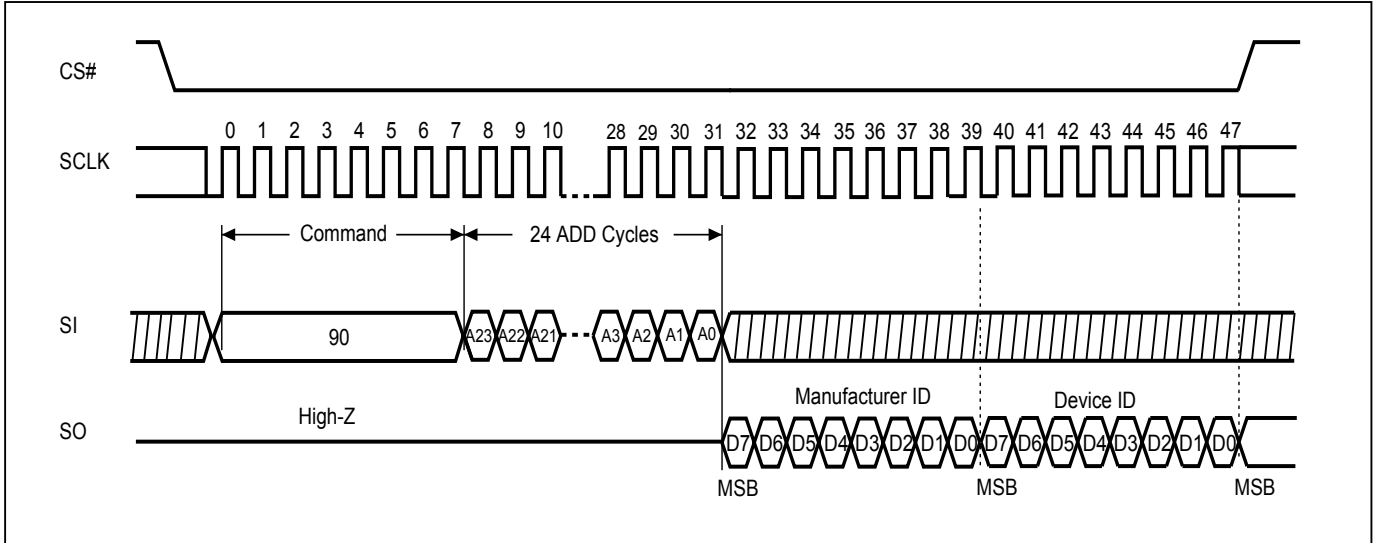 CS#
0 1 2 3 4 5 6 7 8 9 10 28 29 30 31 32 33 34 35 36 37 38 39 40 41 42 43 44 45 46 47
SCLK
Command 24 ADD Cycles
SI
90 A23 A22 A21 A3 A2 A1 A0
Manufacturer ID Device ID
High-Z
SO
D7 D6 D5 D4 D3 D2 D1 D0 D7 D6 D5 D4 D3 D2 D1 D0
MSB MSB MSB